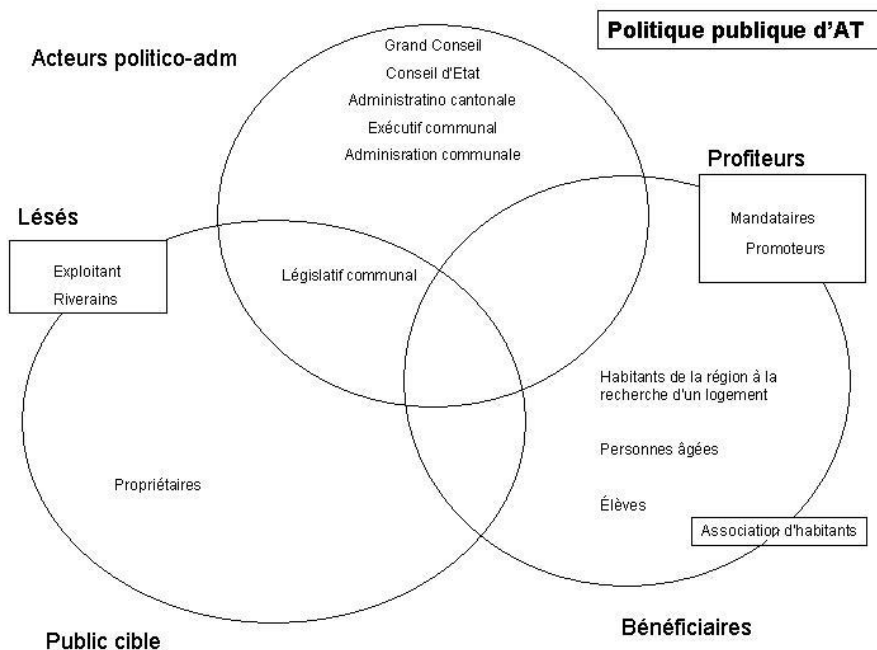 Politique publique d'AT
Acteurs politico-adm
Grand Conseil
Conseil d'Etat
Administratino cantonale
Exécutif communal
Adminisration communale
Profiteurs
Mandataires
Promoteurs
Lésés
Exploitant
Riverains
Législatif communal
Habitants de la région à la
recherche d'un logement
Personnes âgées
Propriétaires
Élèves
Association d'habitants
Public cible
Bénéficiaires